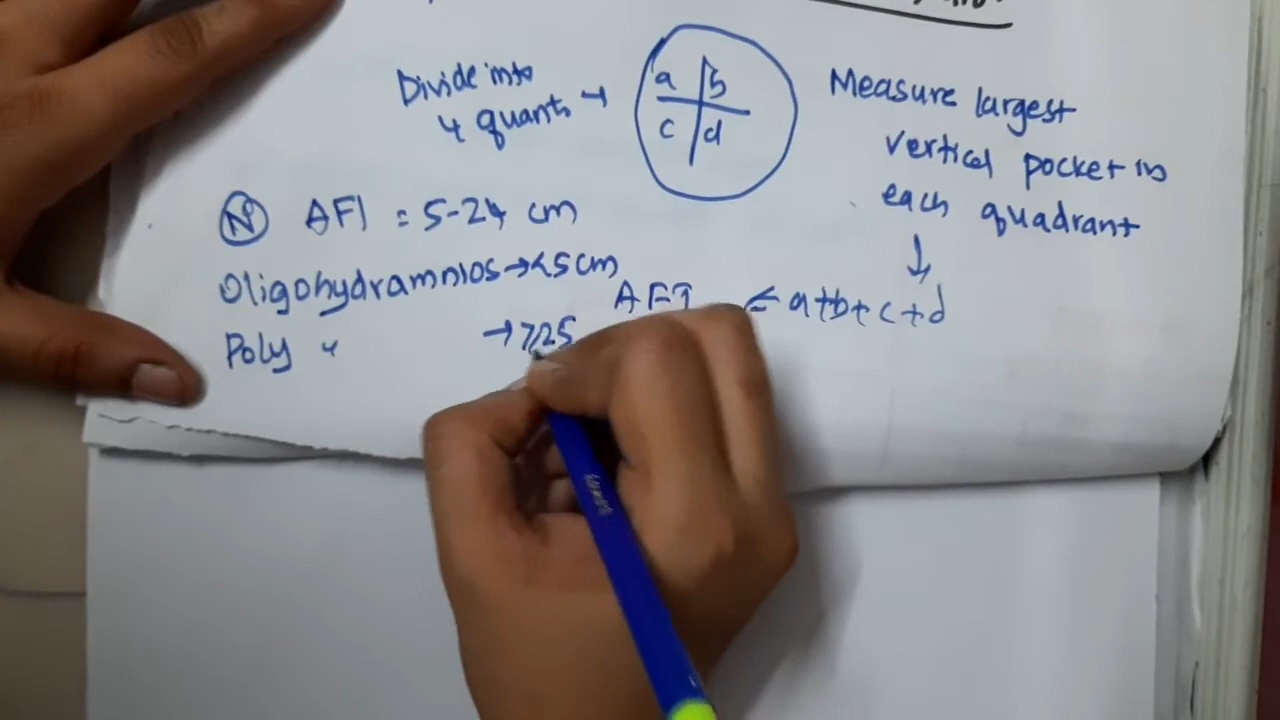 Divide into
4 quants →
a b
c d
Measure largest
vertical pocket in
each quadrant
↓
(N) AFI = 5-24 cm
Oligohydramnios → <5cm
AFI ⇐ a+b+c+d
Poly " → ≥25